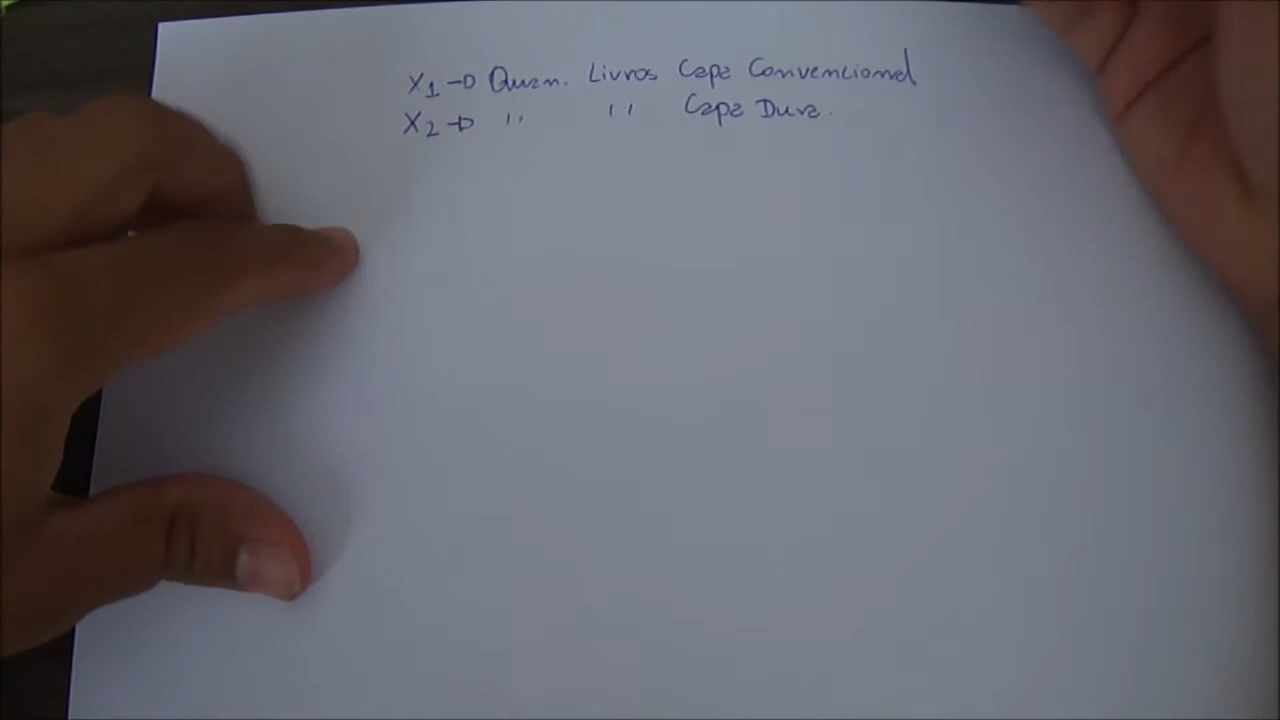 X1 → Quan. Livros Capa Convencional
X2 → '' '' Capa Dura.